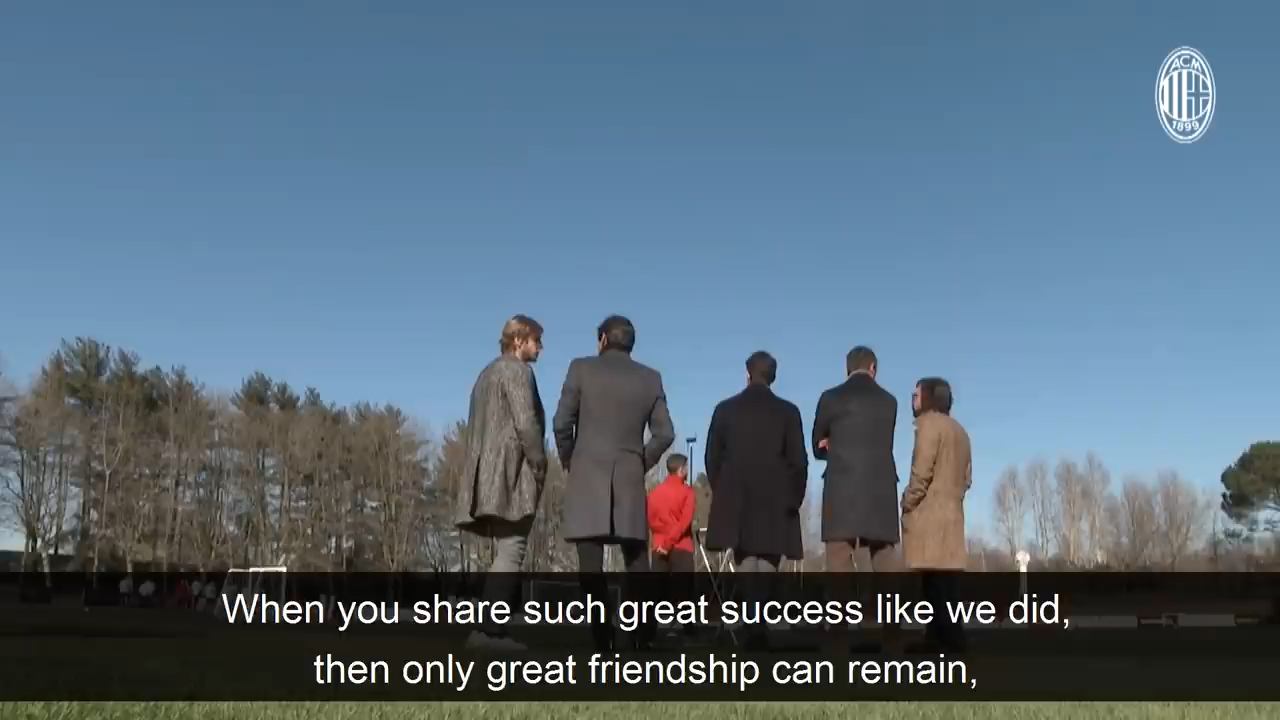 ACM
1899
When you share such great success like we did,
then only great friendship can remain,